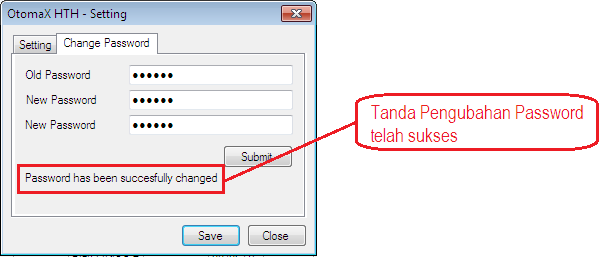 OtomaX HTH - Setting
Setting
Change Password
Old Password
New Password
New Password
Submit
Password has been succesfully changed
Save
Close
Tanda Pengubahan Password
telah sukses